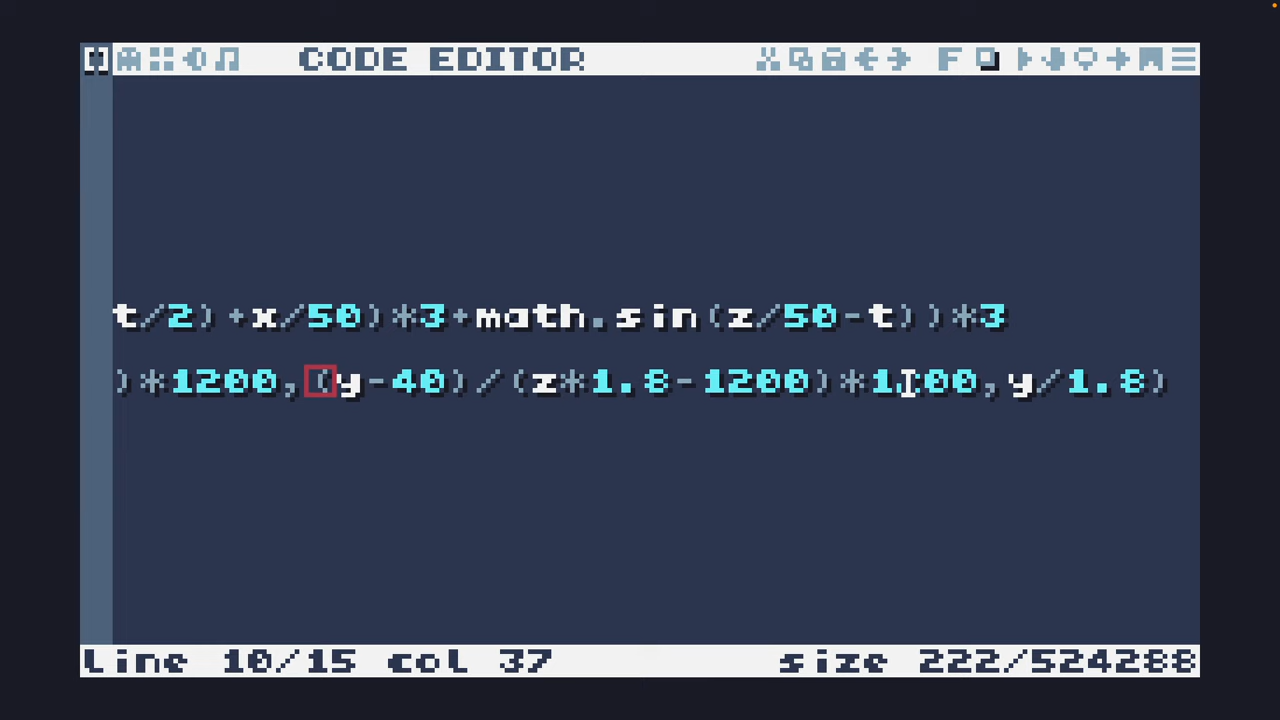 CODE EDITOR
t/2)+x/50)*3+math.sin(z/50-t))*3
)*1200,(y-40)/(z*1.8-1200)*1200,y/1.8)
line 10/15 col 37
size 222/524288